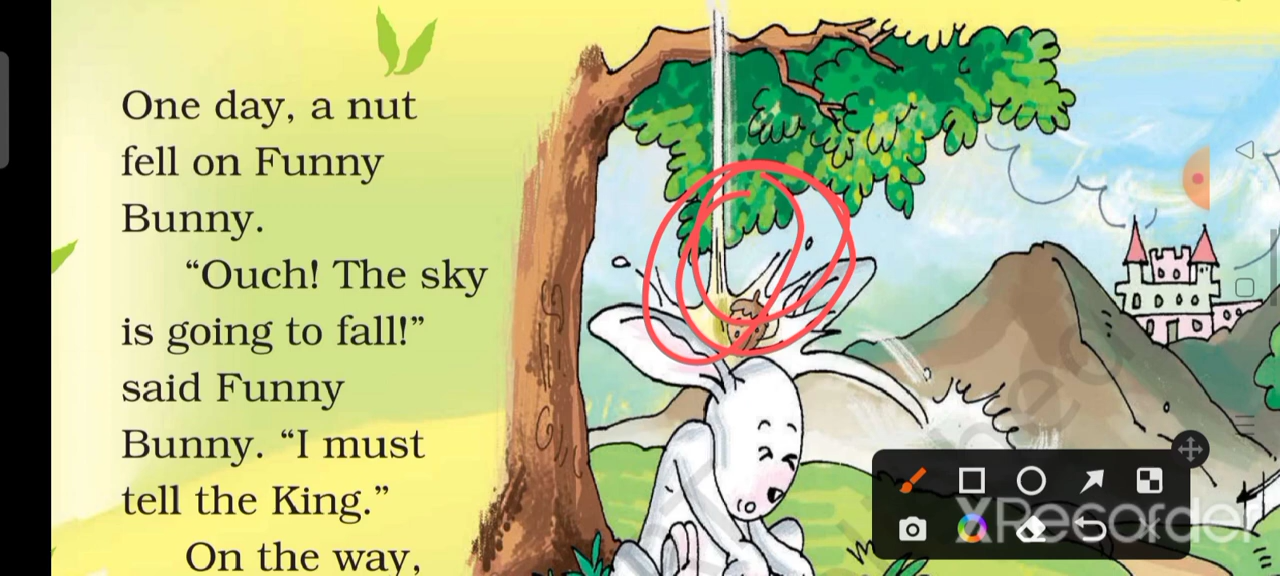 One day, a nut
fell on Funny
Bunny.
“Ouch! The sky
is going to fall!”
said Funny
Bunny. “I must
tell the King.”
On the way,
XRecorder